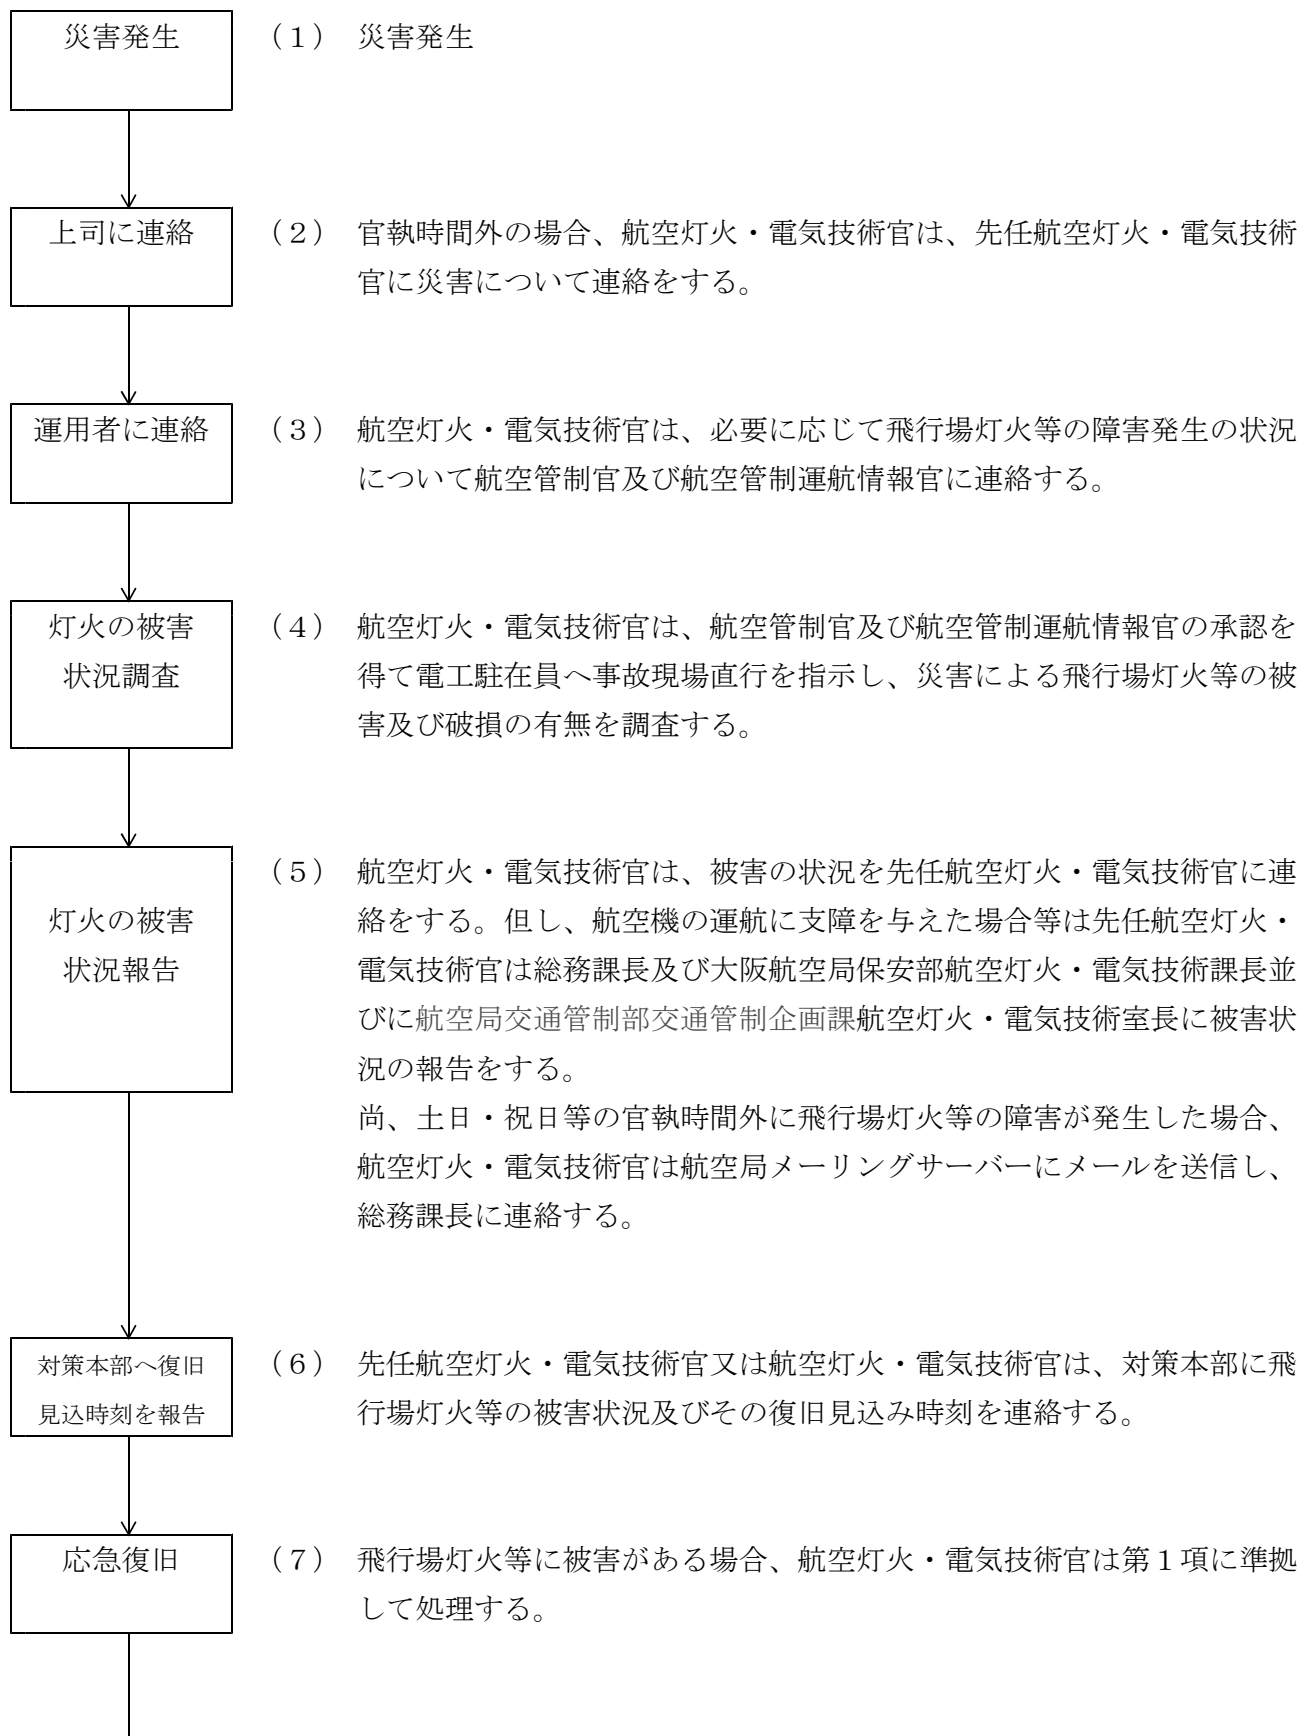 災害発生
（１） 災害発生
上司に連絡
（２） 官執時間外の場合、航空灯火・電気技術官は、先任航空灯火・電気技術
官に災害について連絡をする。
運用者に連絡
（３） 航空灯火・電気技術官は、必要に応じて飛行場灯火等の障害発生の状況
について航空管制官及び航空管制運航情報官に連絡する。
灯火の被害
状況調査
（４） 航空灯火・電気技術官は、航空管制官及び航空管制運航情報官の承認を
得て電工駐在員へ事故現場直行を指示し、災害による飛行場灯火等の被
害及び破損の有無を調査する。
灯火の被害
状況報告
（５） 航空灯火・電気技術官は、被害の状況を先任航空灯火・電気技術官に連
絡をする。但し、航空機の運航に支障を与えた場合等は先任航空灯火・
電気技術官は総務課長及び大阪航空局保安部航空灯火・電気技術課長並
びに航空局交通管制部交通管制企画課航空灯火・電気技術室長に被害状
況の報告をする。
尚、土日・祝日等の官執時間外に飛行場灯火等の障害が発生した場合、
航空灯火・電気技術官は航空局メーリングサーバーにメールを送信し、
総務課長に連絡する。
対策本部へ復旧
見込時刻を報告
（６） 先任航空灯火・電気技術官又は航空灯火・電気技術官は、対策本部に飛
行場灯火等の被害状況及びその復旧見込み時刻を連絡する。
応急復旧
（７） 飛行場灯火等に被害がある場合、航空灯火・電気技術官は第１項に準拠
して処理する。